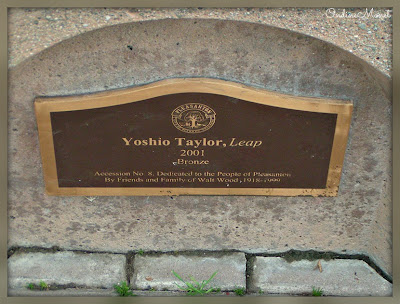 PLEASANTON
Yoshio Taylor, Leap
2001
Bronze
Accession No. 8. Dedicated to the People of Pleasanton
By Friends and Family of Walt Wood, 1918-1999